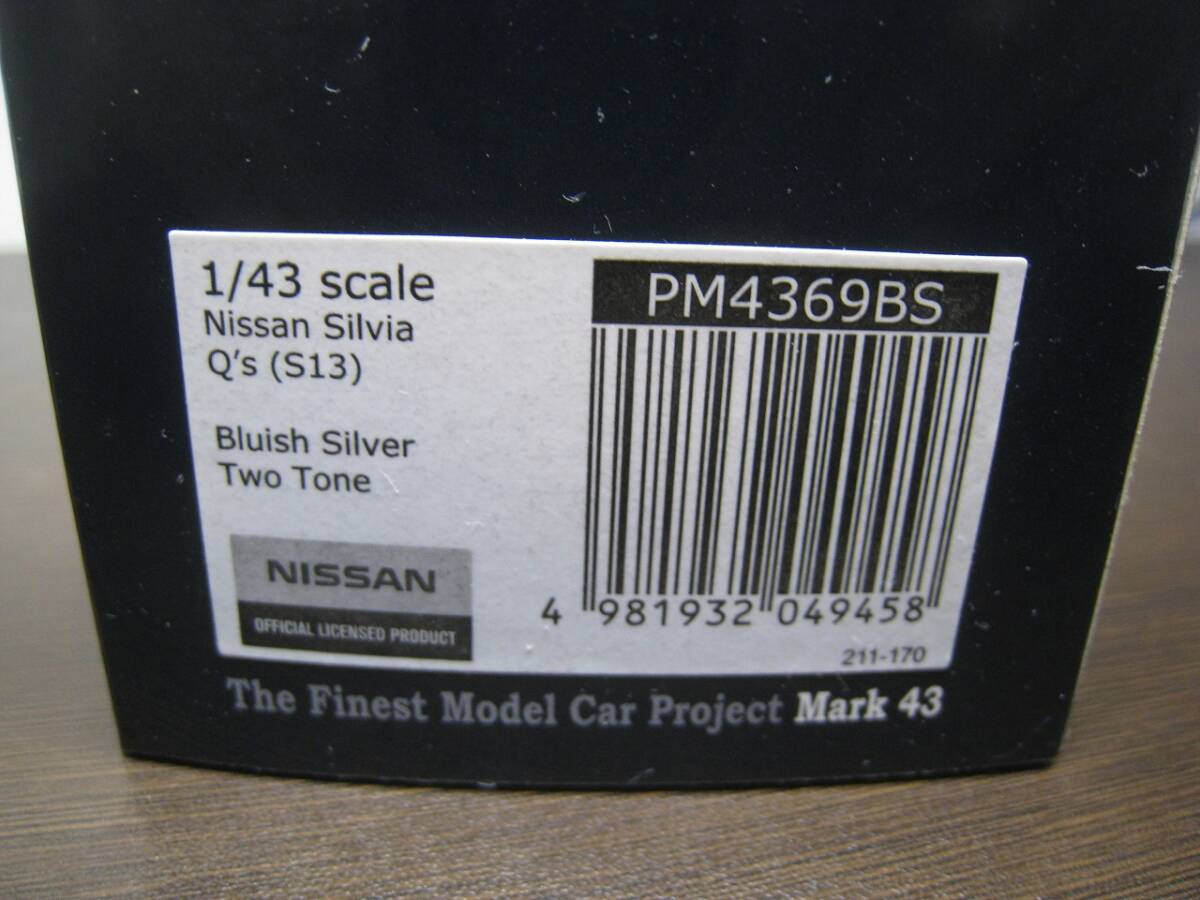 1/43 scale
Nissan Silvia
Q's (S13)
Bluish Silver
Two Tone
NISSAN
OFFICIAL LICENSED PRODUCT
PM4369BS
4 981932 049458
211-170
The Finest Model Car Project Mark 43